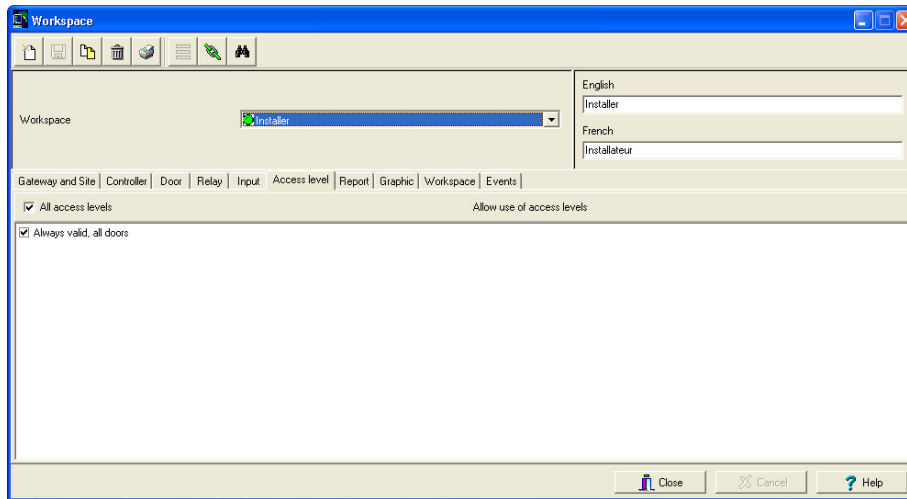 Workspace
English
Installer
Workspace
Installer
French
Installateur
Gateway and Site Controller Door Relay Input Access level Report Graphic Workspace Events
All access levels Allow use of access levels
Always valid, all doors
Close Cancel ? Help